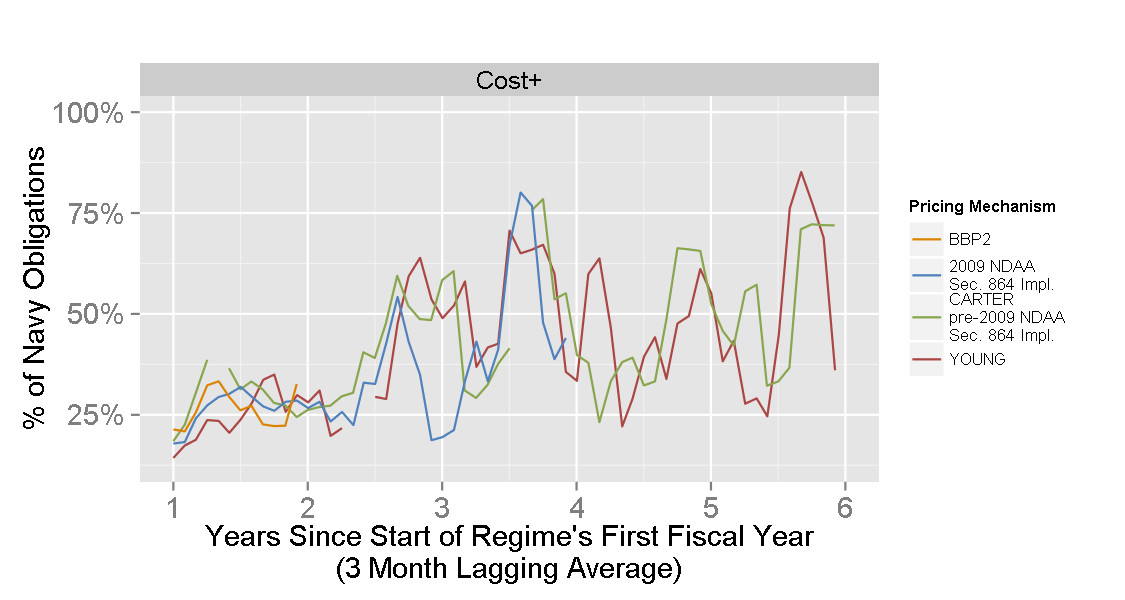 Cost+
100%
75%
50%
25%
% of Navy Obligations
1 2 3 4 5 6
Years Since Start of Regime's First Fiscal Year
(3 Month Lagging Average)
Pricing Mechanism
BBP2
2009 NDAA
Sec. 864 Impl.
CARTER
pre-2009 NDAA
Sec. 864 Impl.
YOUNG